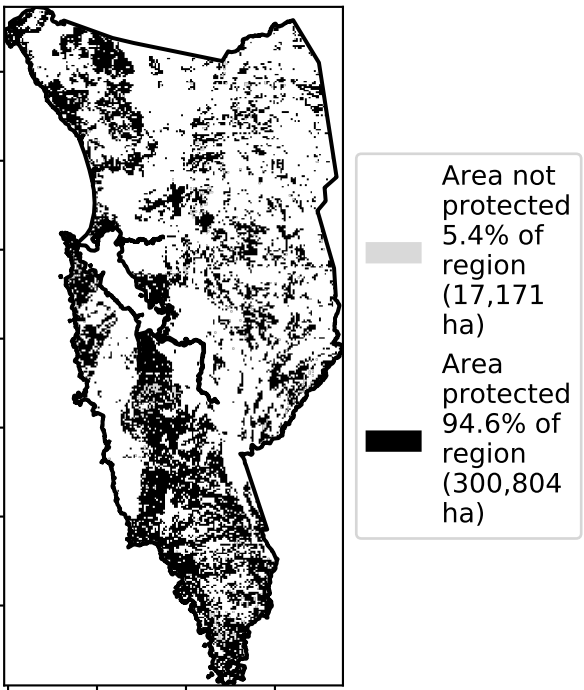 Area not
protected
5.4% of
region
(17,171
ha)
Area
protected
94.6% of
region
(300,804
ha)